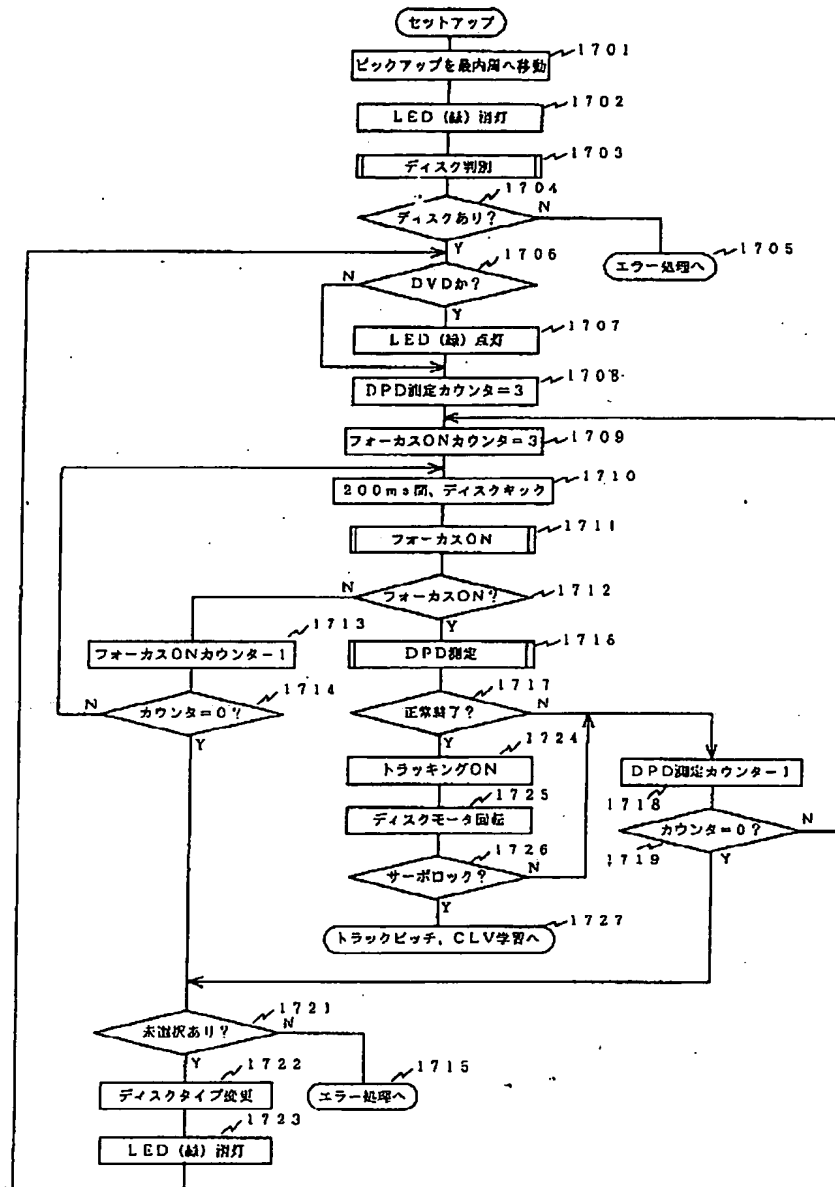 セットアップ
ピックアップを最内周へ移動
1701
LED(緑)消灯
1702
ディスク判別
1703
ディスクあり?
1704
N
Y
エラー処理へ
1705
DVDか?
1706
N
Y
LED(緑)点灯
1707
DPD測定カウンタ=3
1708
フォーカスONカウンタ=3
1709
200ms間、ディスクキック
1710
フォーカスON
1711
フォーカスON?
1712
N
Y
フォーカスONカウンタ-1
1713
カウンタ=0?
1714
N
Y
DPD測定
1716
正常終了?
1717
N
Y
トラッキングON
1724
ディスクモータ回転
1725
サーボロック?
1726
N
Y
トラックピッチ、CLV学習へ
1727
DPD測定カウンタ-1
1718
カウンタ=0?
1719
N
Y
未選択あり?
1721
N
Y
エラー処理へ
1715
ディスクタイプ変更
1722
LED(緑)消灯
1723